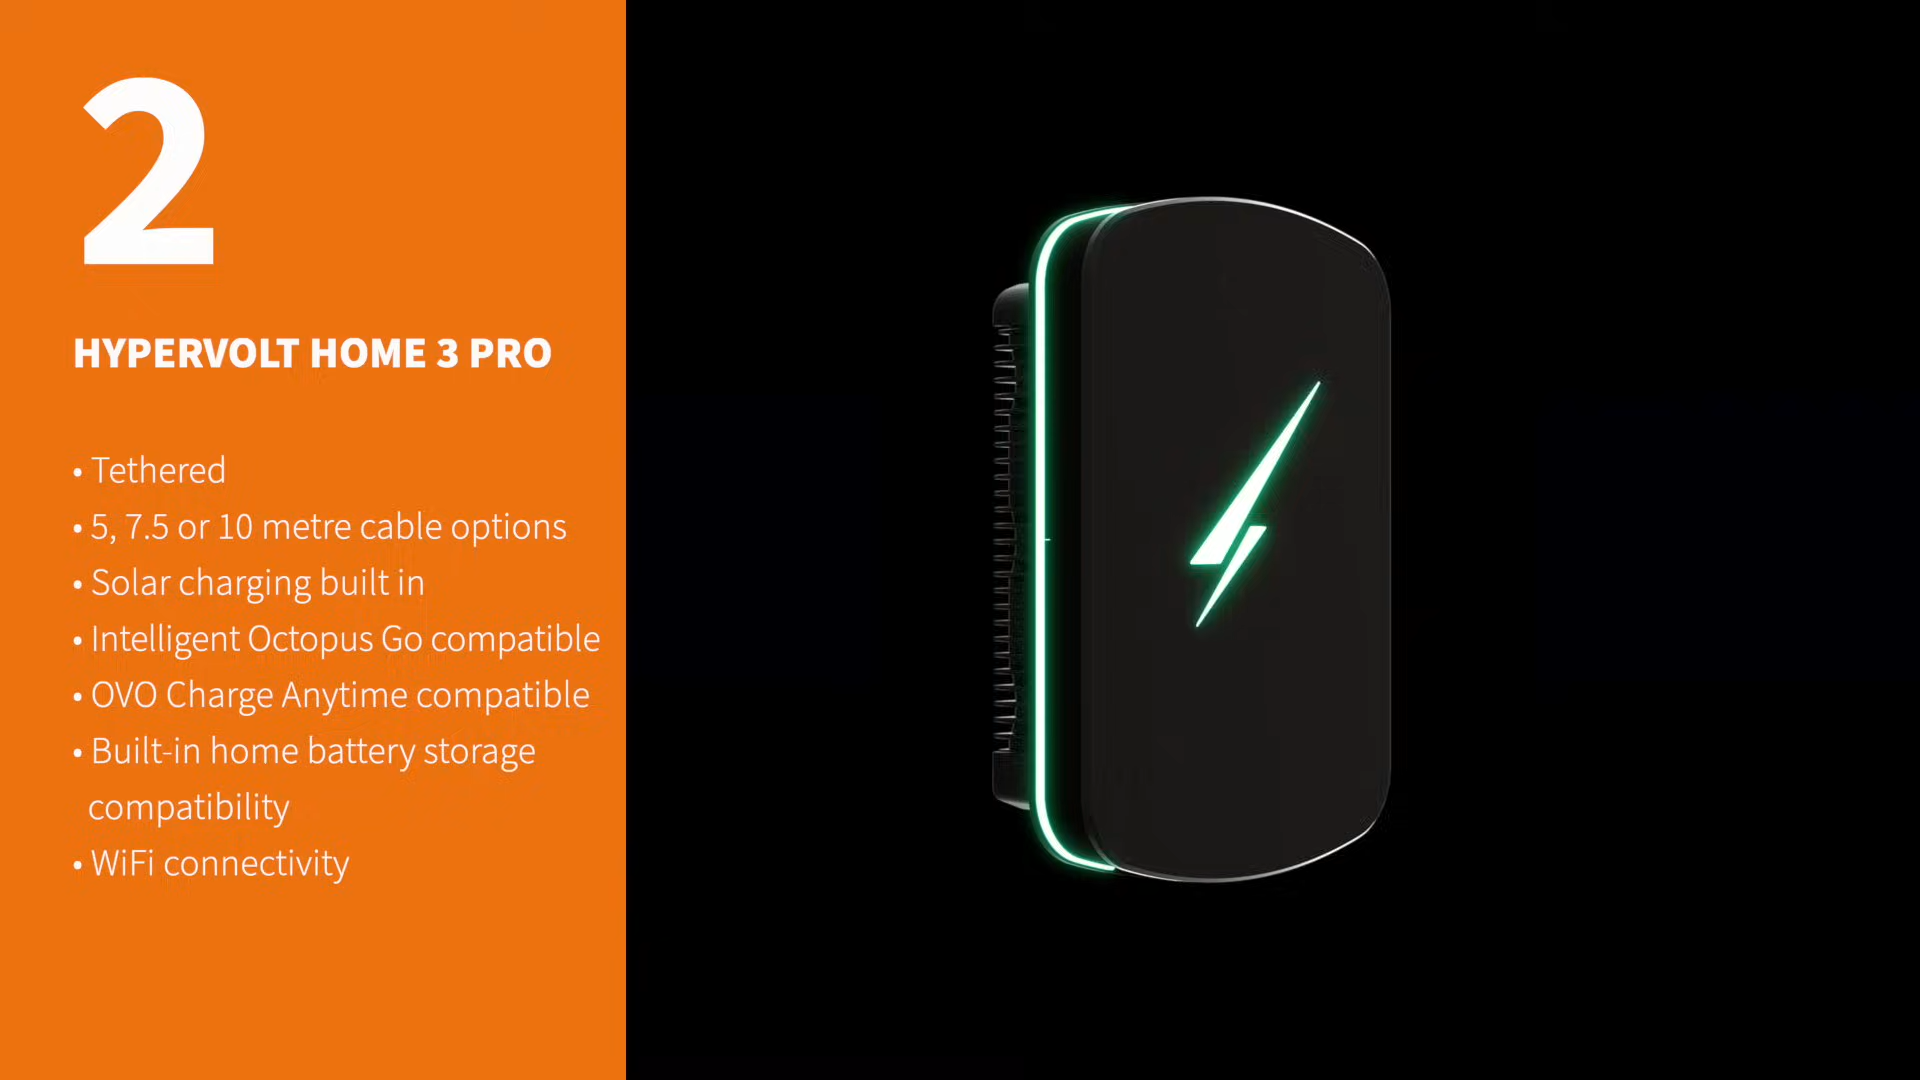 2
HYPERVOLT HOME 3 PRO
• Tethered
• 5, 7.5 or 10 metre cable options
• Solar charging built in
• Intelligent Octopus Go compatible
• OVO Charge Anytime compatible
• Built-in home battery storage
compatibility
• WiFi connectivity